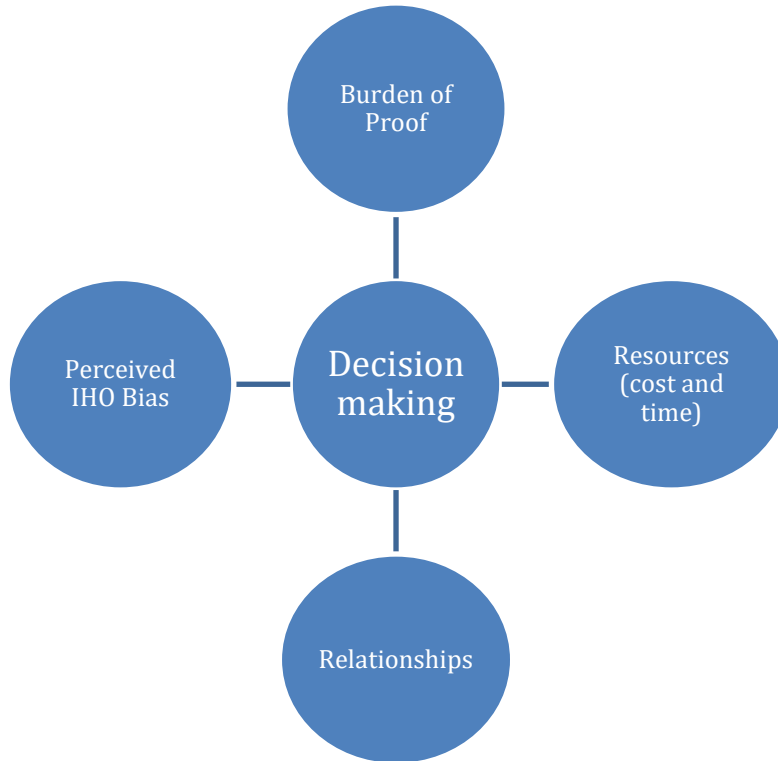 Burden of
Proof
Perceived
IHO Bias
Decision
making
Resources
(cost and
time)
Relationships